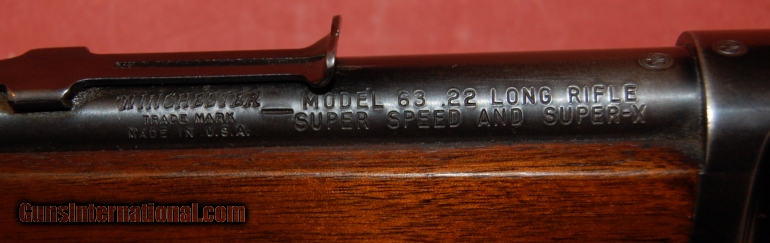 WINCHESTER
TRADE MARK
MADE IN U.S.A.
MODEL 63 .22 LONG RIFLE
SUPER SPEED AND SUPER-X
GunsInternational.com